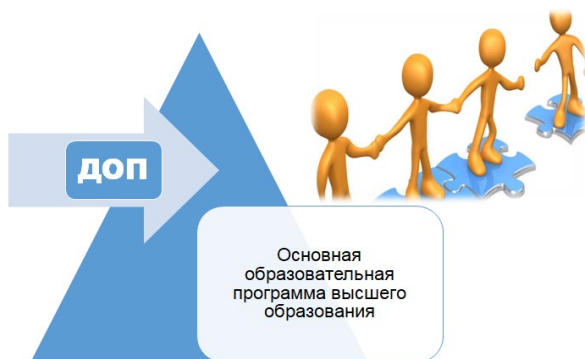 ДОП
Основная
образовательная
программа высшего
образования